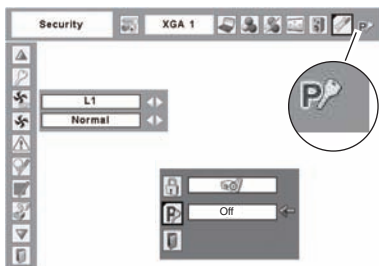 Security XGA 1
L1
Normal
P
P
Off